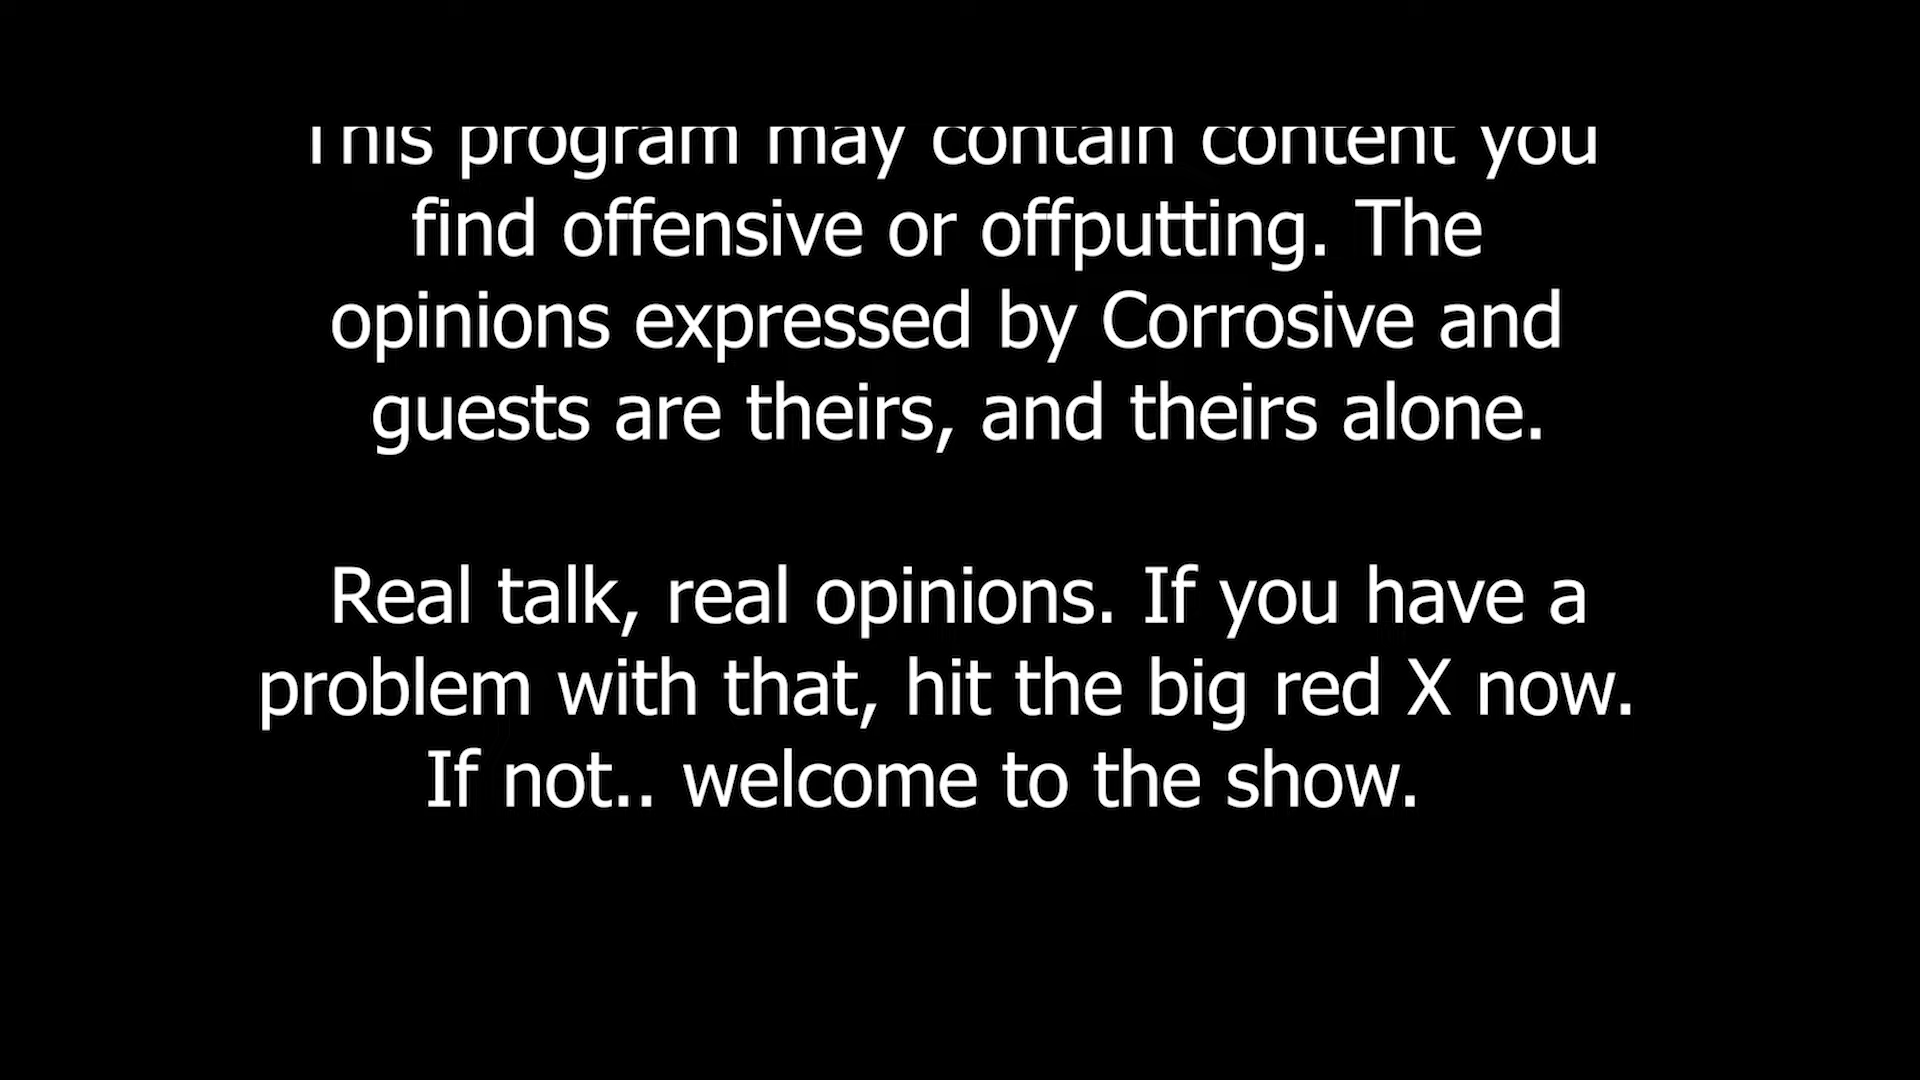 This program may contain content you
find offensive or offputting. The
opinions expressed by Corrosive and
guests are theirs, and theirs alone.
Real talk, real opinions. If you have a
problem with that, hit the big red X now.
If not.. welcome to the show.